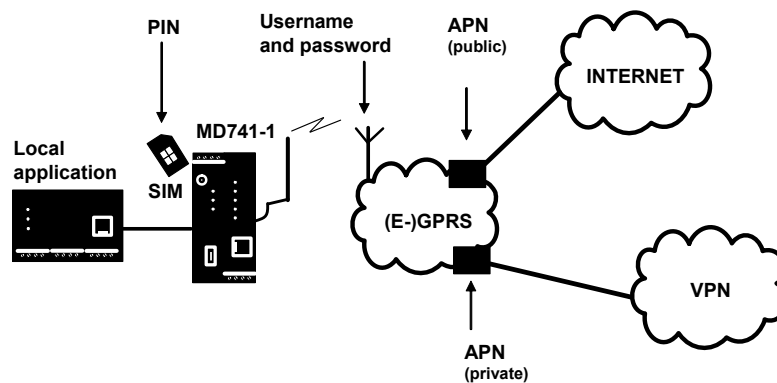 PIN
Username
and password
APN
(public)
INTERNET
MD741-1
Local
application
SIM
(E-)GPRS
VPN
APN
(private)